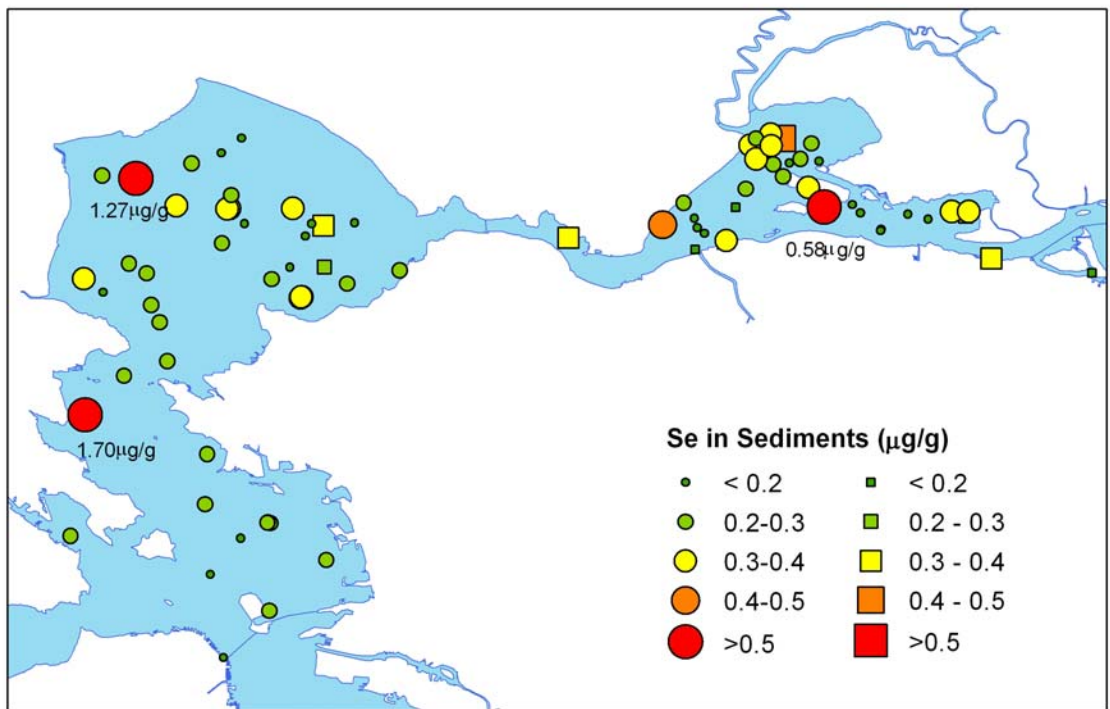 1.27µg/g
0.58µg/g
1.70µg/g
Se in Sediments (µg/g)
< 0.2 < 0.2
0.2-0.3 0.2 - 0.3
0.3-0.4 0.3 - 0.4
0.4-0.5 0.4 - 0.5
>0.5 >0.5